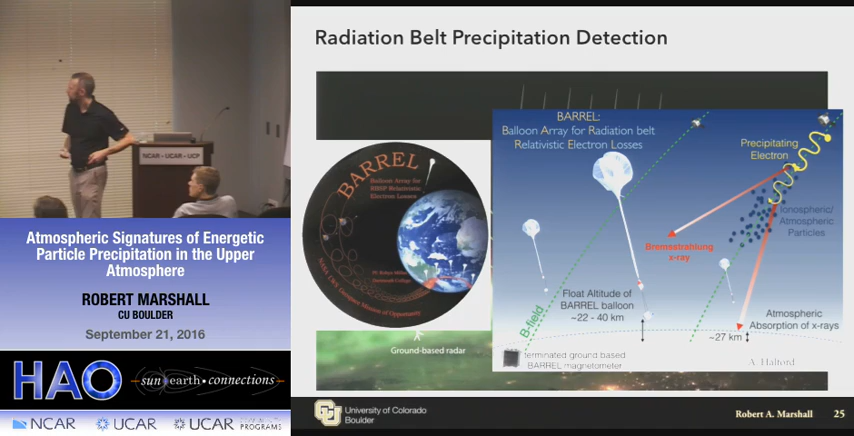 Radiation Belt Precipitation Detection
NCAR • UCAR • UCP
Atmospheric Signatures of Energetic
Particle Precipitation in the Upper
Atmosphere
ROBERT MARSHALL
CU BOULDER
September 21, 2016
HAO
sun earth • connections
NCAR
UCAR
UCAR
PROGRAMS
BARREL
Balloon Array for
RBSP Relativistic
Electron Losses
Ground-based radar
BARREL:
Balloon Array for Radiation belt
Relativistic Electron Losses
Precipitating
Electron
Ionospheric/
Atmospheric
Particles
Bremsstrahlung
x-ray
Float Altitude of
BARREL balloon
~22 - 40 km
B-field
Atmospheric
Absorption of x-rays
~27 km
terminated ground based
BARREL magnetometer
A. Halford
University of Colorado
Boulder
Robert A. Marshall
25